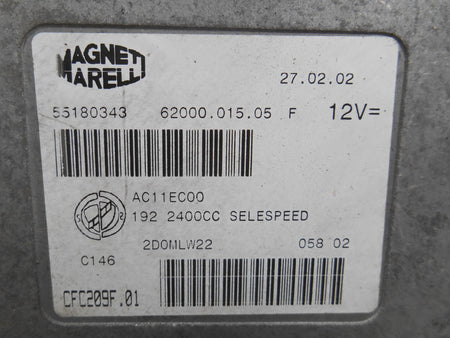 MAGNETI
MARELLI
27.02.02
55180343 62000.015.05 F 12V=
AC11EC00
192 2400CC SELESPEED
2D0MLW22 058 02
C146
CFC209F.01